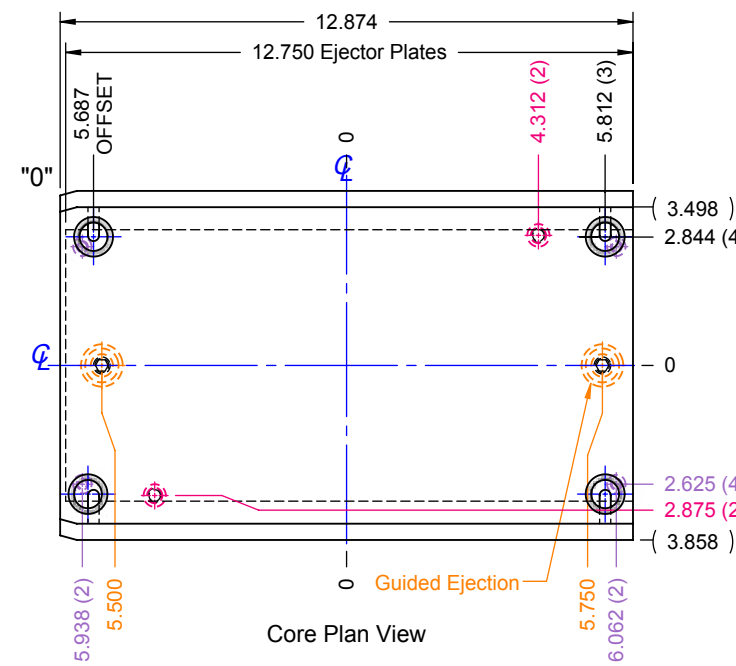 12.874
12.750 Ejector Plates
5.687
OFFSET
0
4.312 (2)
5.812 (3)
"0"
℄
( 3.498 )
2.844 (4
℄
0
2.625 (4
2.875 (2
( 3.858 )
5.938 (2)
5.500
0
Guided Ejection
5.750
6.062 (2)
Core Plan View